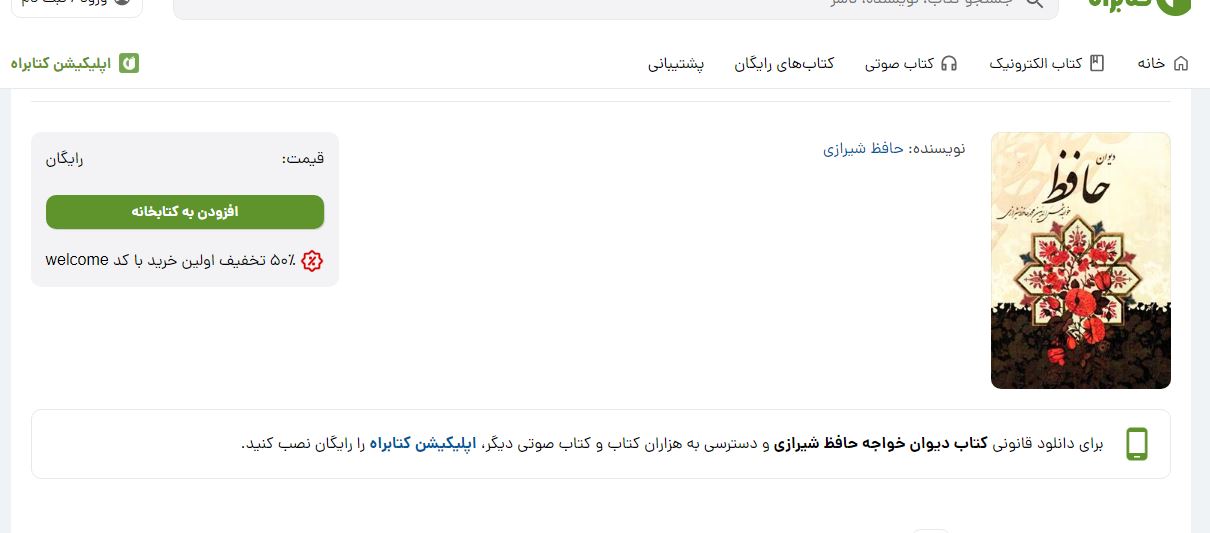 ورود / ثبت نام
جستجو کتاب، نویسنده، ناشر
کتابراه
خانه
کتاب الکترونیک
کتاب صوتی
کتاب‌های رایگان
پشتیبانی
اپلیکیشن کتابراه
دیوان
حافظ
نویسنده: حافظ شیرازی
قیمت: رایگان
افزودن به کتابخانه
۵۰٪ تخفیف اولین خرید با کد welcome
برای دانلود قانونی کتاب دیوان خواجه حافظ شیرازی و دسترسی به هزاران کتاب و کتاب صوتی دیگر، اپلیکیشن کتابراه را رایگان نصب کنید.